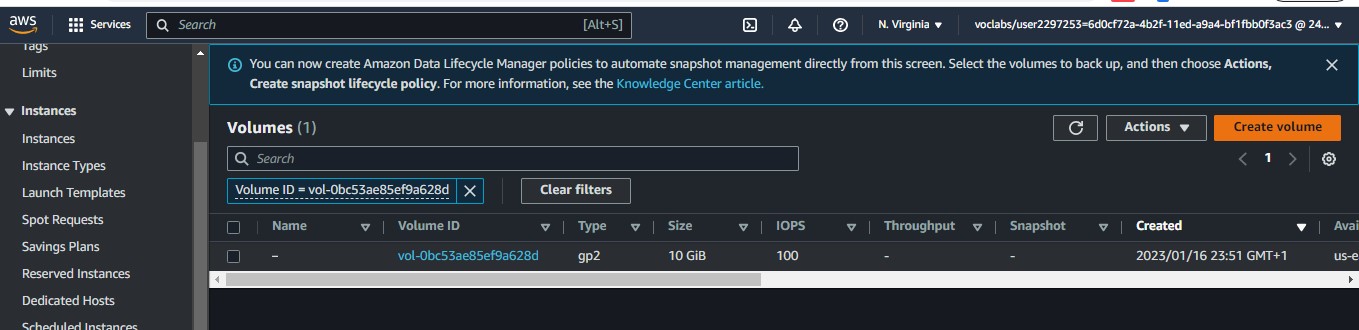 aws
Services
Search
[Alt+S]
N. Virginia
voclabs/user2297253=6d0cf72a-4b2f-11ed-a9a4-bf1fbb0f3ac3 @ 24...
Tags
Limits
Instances
Instances
Instance Types
Launch Templates
Spot Requests
Savings Plans
Reserved Instances
Dedicated Hosts
Scheduled Instances
You can now create Amazon Data Lifecycle Manager policies to automate snapshot management directly from this screen. Select the volumes to back up, and then choose Actions,
Create snapshot lifecycle policy. For more information, see the Knowledge Center article.
Volumes (1)
Actions
Create volume
Search
1
Volume ID = vol-0bc53ae85ef9a628d
Clear filters
Name Volume ID Type Size IOPS Throughput Snapshot Created Avai
– vol-0bc53ae85ef9a628d gp2 10 GiB 100 - - 2023/01/16 23:51 GMT+1 us-e